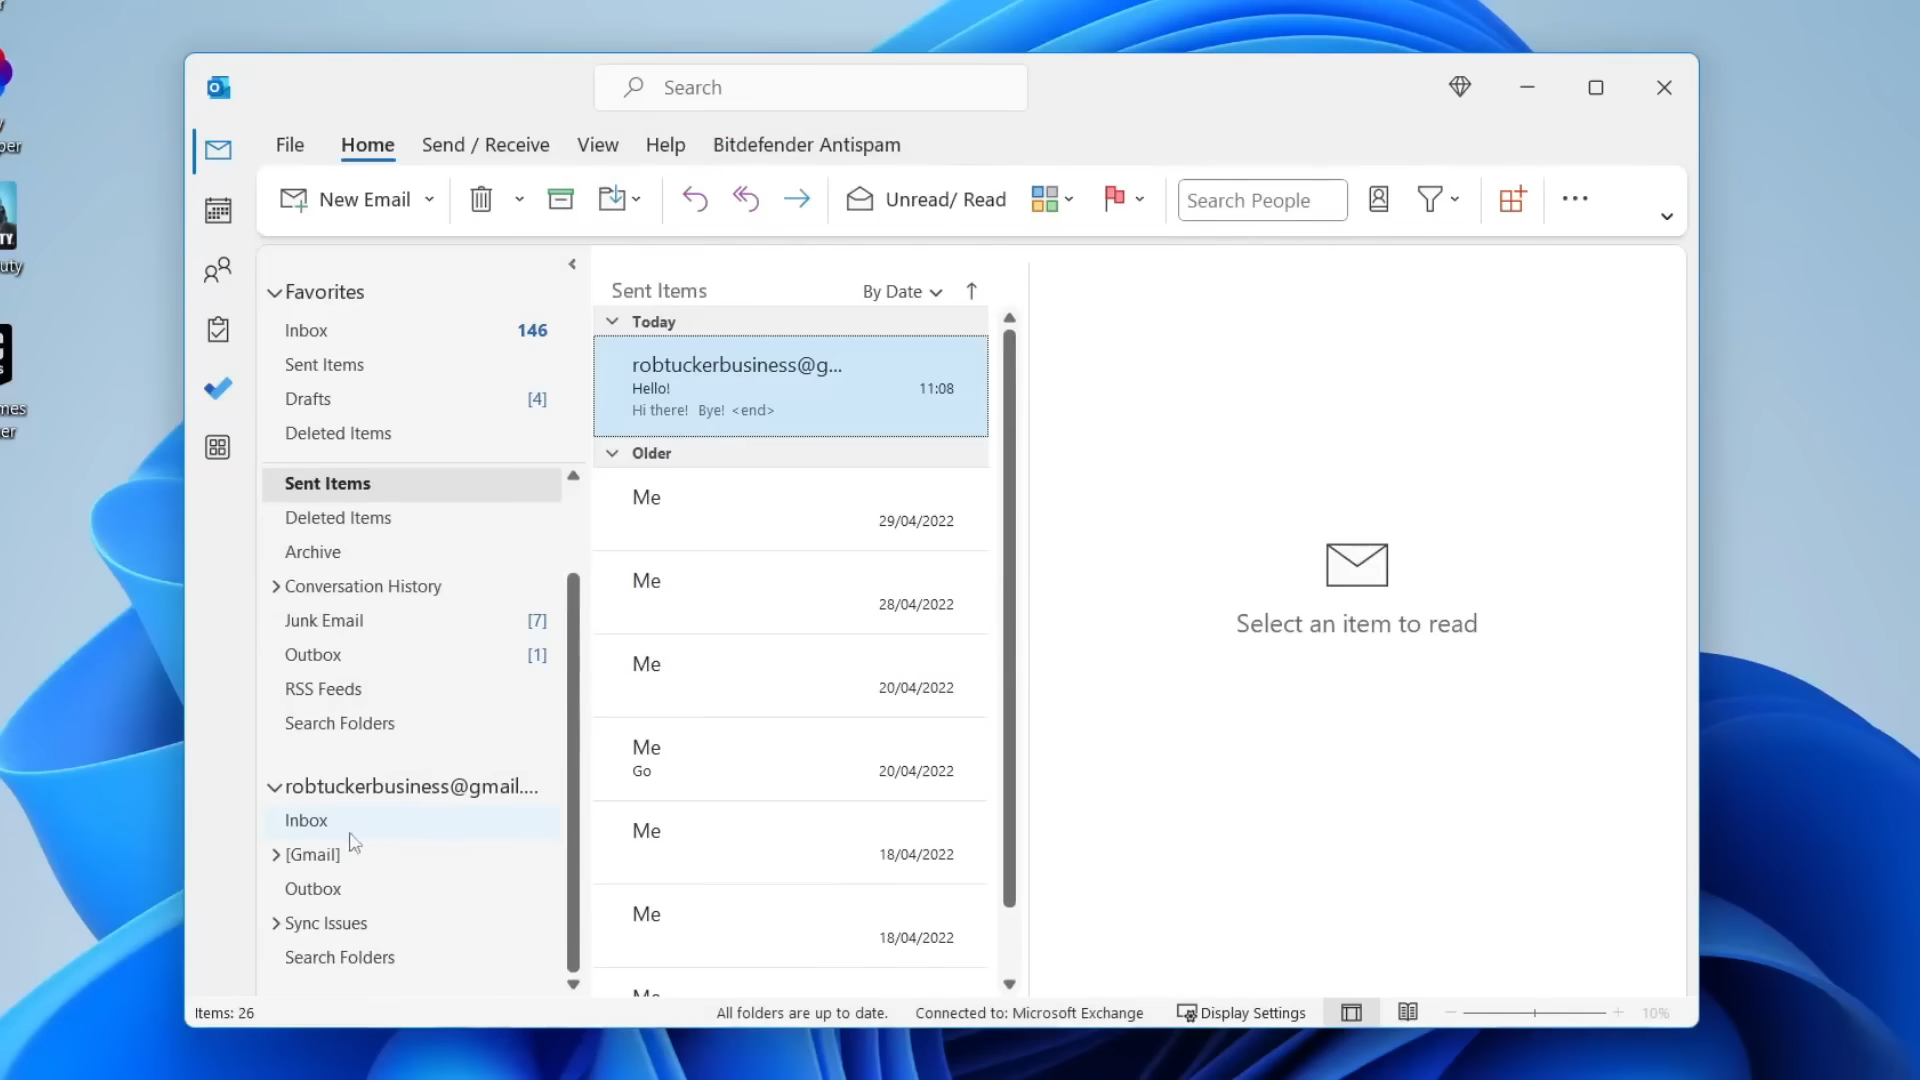 Search
File Home Send / Receive View Help Bitdefender Antispam
New Email Unread/ Read Search People
Favorites
Inbox 146
Sent Items
Drafts [4]
Deleted Items
Sent Items
Deleted Items
Archive
Conversation History
Junk Email [7]
Outbox [1]
RSS Feeds
Search Folders
robtuckerbusiness@gmail....
Inbox
[Gmail]
Outbox
Sync Issues
Search Folders
Sent Items By Date
Today
robtuckerbusiness@g...
Hello! 11:08
Hi there! Bye! <end>
Older
Me
29/04/2022
Me
28/04/2022
Me
20/04/2022
Me
Go 20/04/2022
Me
18/04/2022
Me
18/04/2022
Me
Select an item to read
Items: 26 All folders are up to date. Connected to: Microsoft Exchange Display Settings 10%